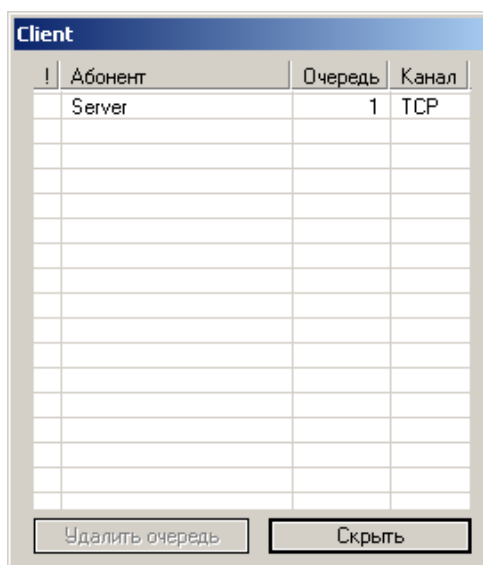 Client
! Абонент Очередь Канал
Server 1 TCP
Удалить очередь Скрыть